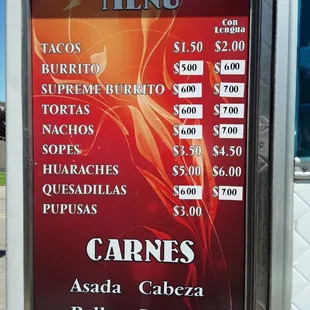 MENU
Con
Lengua
TACOS $1.50 $2.00
BURRITO $5.00 $6.00
SUPREME BURRITO $6.00 $7.00
TORTAS $6.00 $7.00
NACHOS $6.00 $7.00
SOPES $3.50 $4.50
HUARACHES $5.00 $6.00
QUESADILLAS $6.00 $7.00
PUPUSAS $3.00
CARNES
Asada Cabeza